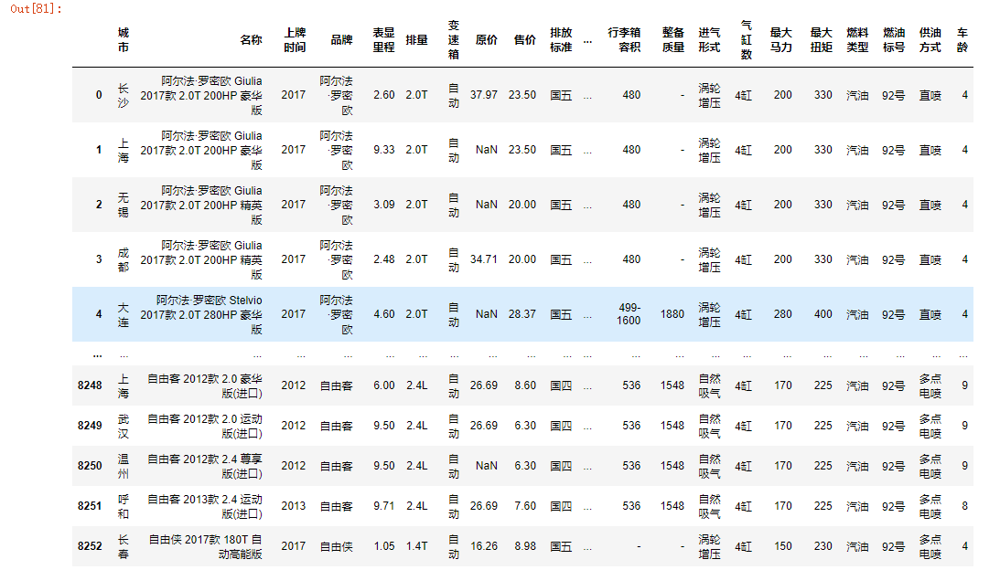 Out[81]:
城市 名称 上牌时间 品牌 表显里程 排量 变速箱 原价 售价 排放标准 ... 行李箱容积 整备质量 进气形式 气缸数 最大马力 最大扭矩 燃料类型 燃油标号 供油方式 车龄
0 长沙 阿尔法·罗密欧 Giulia 2017款 2.0T 200HP 豪华版 2017 阿尔法·罗密欧 2.60 2.0T 自动 37.97 23.50 国五 ... 480 - 涡轮增压 4缸 200 330 汽油 92号 直喷 4
1 上海 阿尔法·罗密欧 Giulia 2017款 2.0T 200HP 豪华版 2017 阿尔法·罗密欧 9.33 2.0T 自动 NaN 23.50 国五 ... 480 - 涡轮增压 4缸 200 330 汽油 92号 直喷 4
2 无锡 阿尔法·罗密欧 Giulia 2017款 2.0T 200HP 精英版 2017 阿尔法·罗密欧 3.09 2.0T 自动 NaN 20.00 国五 ... 480 - 涡轮增压 4缸 200 330 汽油 92号 直喷 4
3 成都 阿尔法·罗密欧 Giulia 2017款 2.0T 200HP 精英版 2017 阿尔法·罗密欧 2.48 2.0T 自动 34.71 20.00 国五 ... 480 - 涡轮增压 4缸 200 330 汽油 92号 直喷 4
4 大连 阿尔法·罗密欧 Stelvio 2017款 2.0T 280HP 豪华版 2017 阿尔法·罗密欧 4.60 2.0T 自动 NaN 28.37 国五 ... 499-1600 1880 涡轮增压 4缸 280 400 汽油 92号 直喷 4
... ... ... ... ... ... ... ... ... ... ... ... ... ... ... ... ... ... ... ... ... ...
8248 上海 自由客 2012款 2.0 豪华版(进口) 2012 自由客 6.00 2.4L 自动 26.69 8.60 国四 ... 536 1548 自然吸气 4缸 170 225 汽油 92号 多点电喷 9
8249 武汉 自由客 2012款 2.0 运动版(进口) 2012 自由客 9.50 2.4L 自动 26.69 6.30 国四 ... 536 1548 自然吸气 4缸 170 225 汽油 92号 多点电喷 9
8250 温州 自由客 2012款 2.4 尊享版(进口) 2012 自由客 9.50 2.4L 自动 NaN 6.30 国四 ... 536 1548 自然吸气 4缸 170 225 汽油 92号 多点电喷 9
8251 呼和 自由客 2013款 2.4 运动版(进口) 2013 自由客 9.71 2.4L 自动 26.69 7.60 国四 ... 536 1548 自然吸气 4缸 170 225 汽油 92号 多点电喷 8
8252 长春 自由侠 2017款 180T 自动高能版 2017 自由侠 1.05 1.4T 自动 16.26 8.98 国五 ... - - 涡轮增压 4缸 150 230 汽油 92号 多点电喷 4